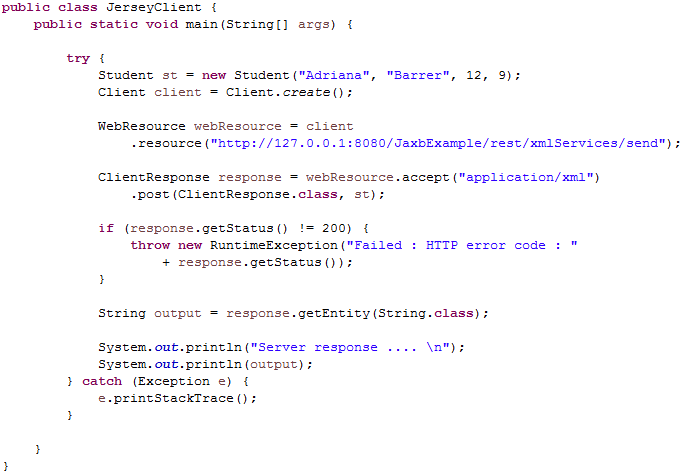 public class JerseyClient {
    public static void main(String[] args) {

        try {
            Student st = new Student("Adriana", "Barrer", 12, 9);
            Client client = Client.create();

            WebResource webResource = client
                .resource("http://127.0.0.1:8080/JaxbExample/rest/xmlServices/send");

            ClientResponse response = webResource.accept("application/xml")
                .post(ClientResponse.class, st);

            if (response.getStatus() != 200) {
                throw new RuntimeException("Failed : HTTP error code : "
                    + response.getStatus());
            }

            String output = response.getEntity(String.class);

            System.out.println("Server response .... \n");
            System.out.println(output);
        } catch (Exception e) {
            e.printStackTrace();
        }

    }
}